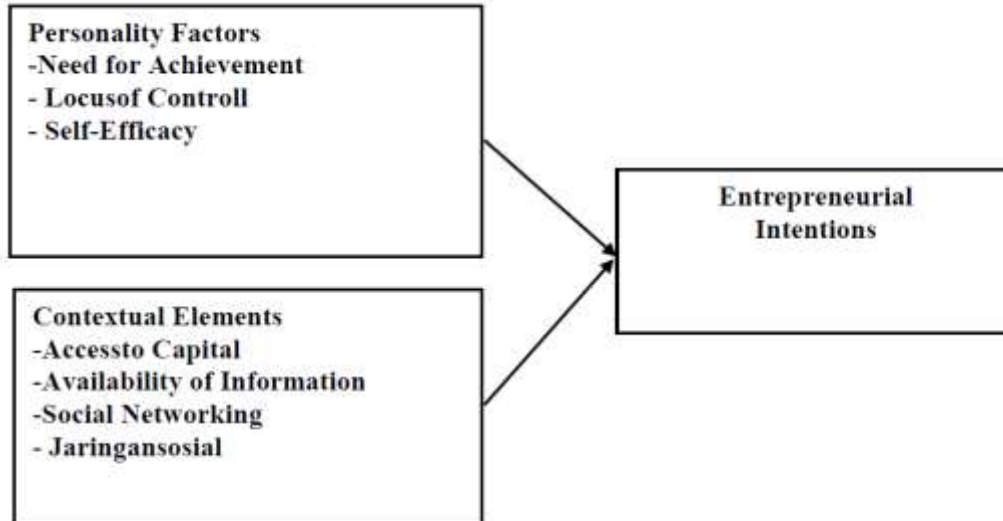 Personality Factors
-Need for Achievement
- Locusof Controll
- Self-Efficacy
Entrepreneurial
Intentions
Contextual Elements
-Accessto Capital
-Availability of Information
-Social Networking
- Jaringansosial